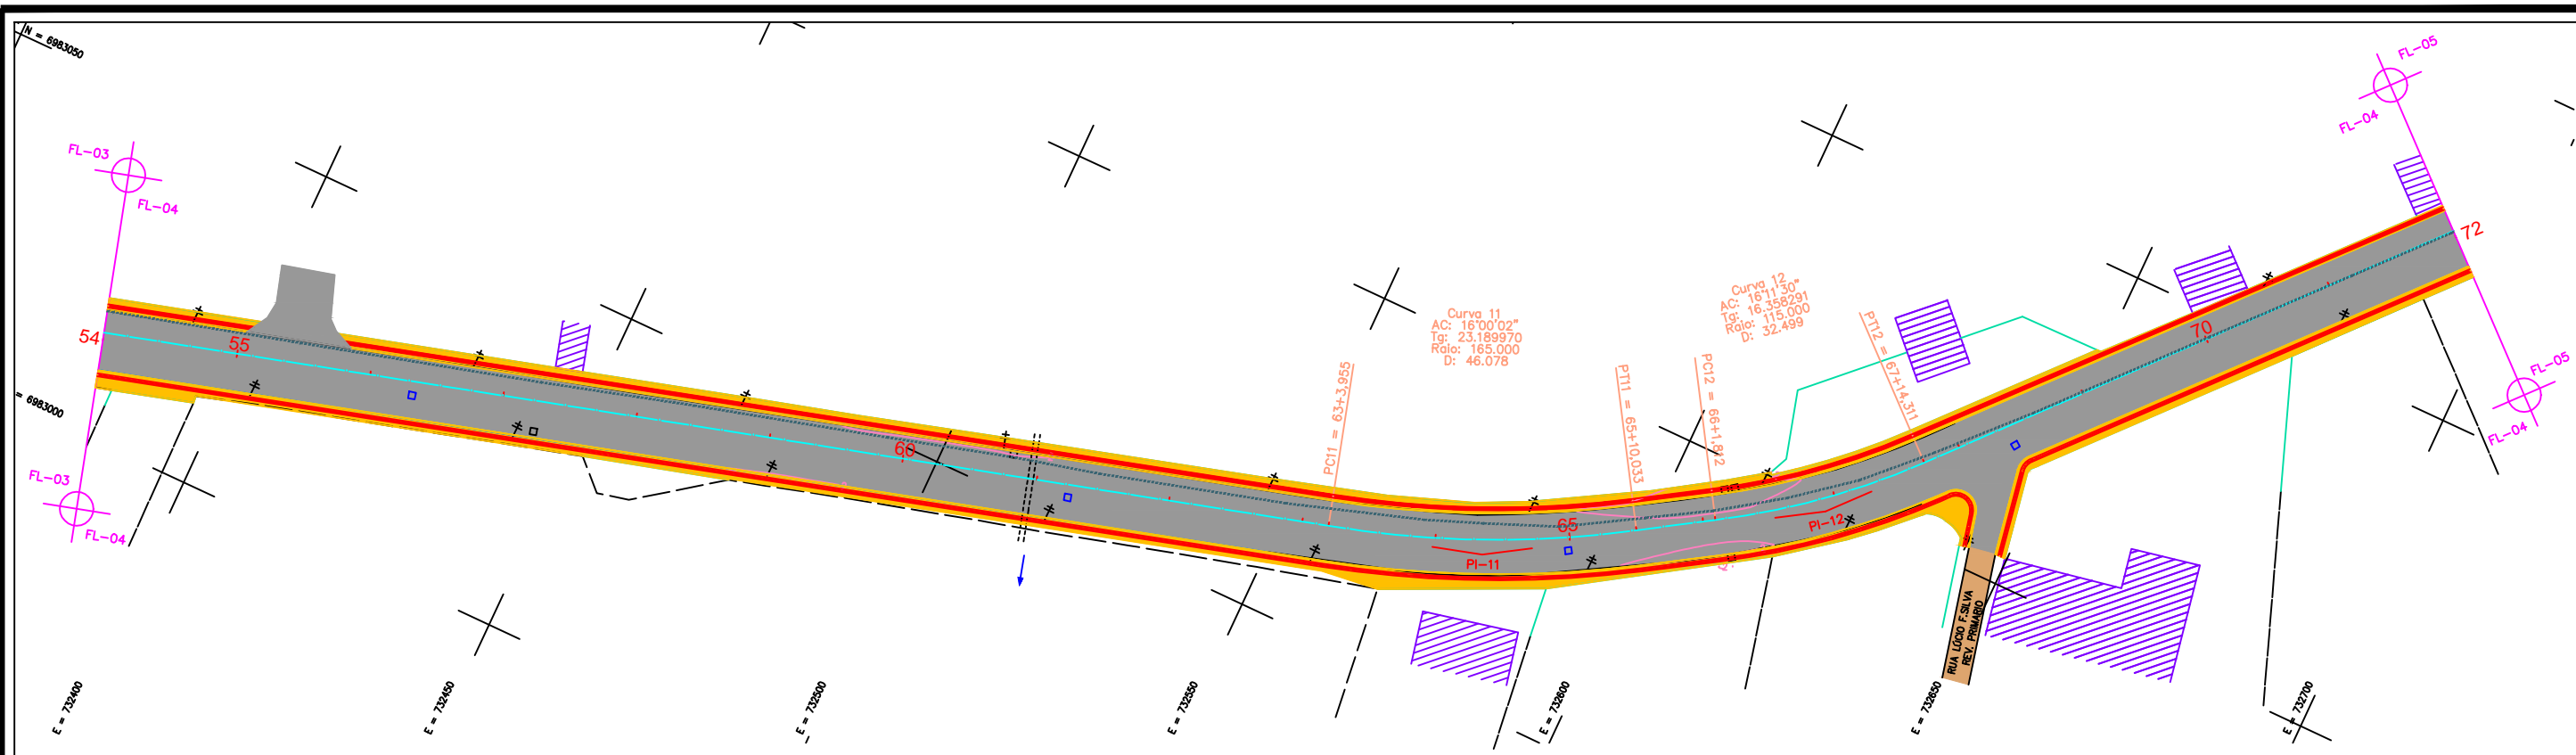 N = 6983050
FL-05
FL-04
FL-03
FL-04
72
Curva 12
AC: 16°11'30"
Tg: 16.358291
Raio: 115.000
D: 32.499
Curva 11
AC: 16°00'02"
Tg: 23.189970
Raio: 165.000
D: 46.078
PT12 = 67+14,311
70
54
55
PC11 = 63+3,955
PT11 = 65+10,033
PC12 = 66+1,812
FL-05
FL-04
= 6983000
60
FL-03
FL-04
65
PI-12
PI-11
RUA LÚCIO F.SILVA
REV. PRIMARIO
E = 732400
E = 732450
E = 732500
E = 732550
E = 732600
E = 732650
E = 732700